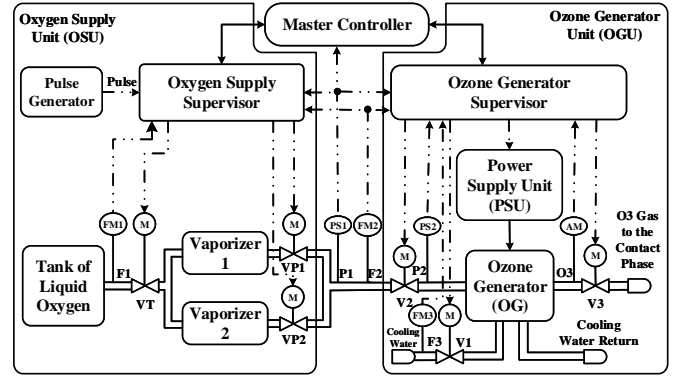 Oxygen Supply
Unit (OSU)
Master Controller
Ozone Generator
Unit (OGU)
Pulse
Generator
Pulse
Oxygen Supply
Supervisor
Ozone Generator
Supervisor
Power
Supply Unit
(PSU)
FM1
M
M
PS1
FM2
PS2
AM
M
O3 Gas
to the
Contact
Phase
Tank of
Liquid
Oxygen
F1
VT
Vaporizer
1
VP1
M
Vaporizer
2
VP2
P1
F2
M
V2
P2
Ozone
Generator
(OG)
O3
V3
FM3
M
Cooling
Water
F3
V1
Cooling
Water Return